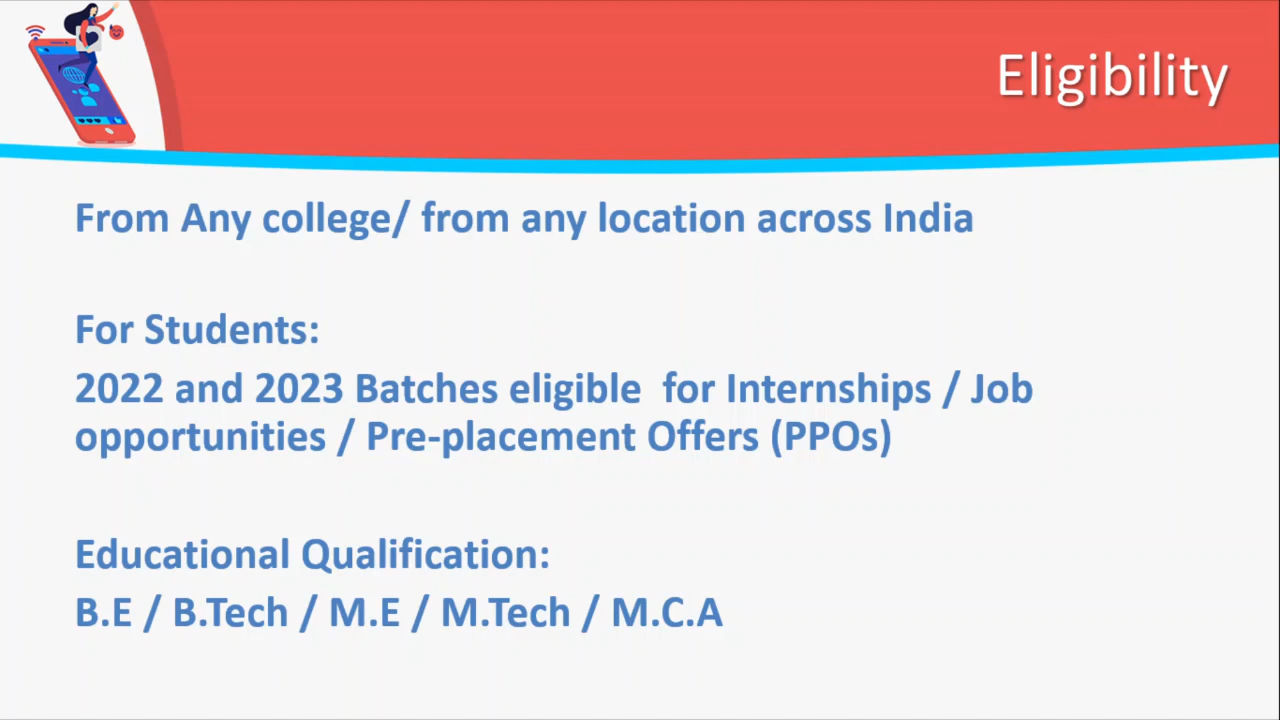 Eligibility
From Any college/ from any location across India
For Students:
2022 and 2023 Batches eligible  for Internships / Job
opportunities / Pre-placement Offers (PPOs)
Educational Qualification:
B.E / B.Tech / M.E / M.Tech / M.C.A